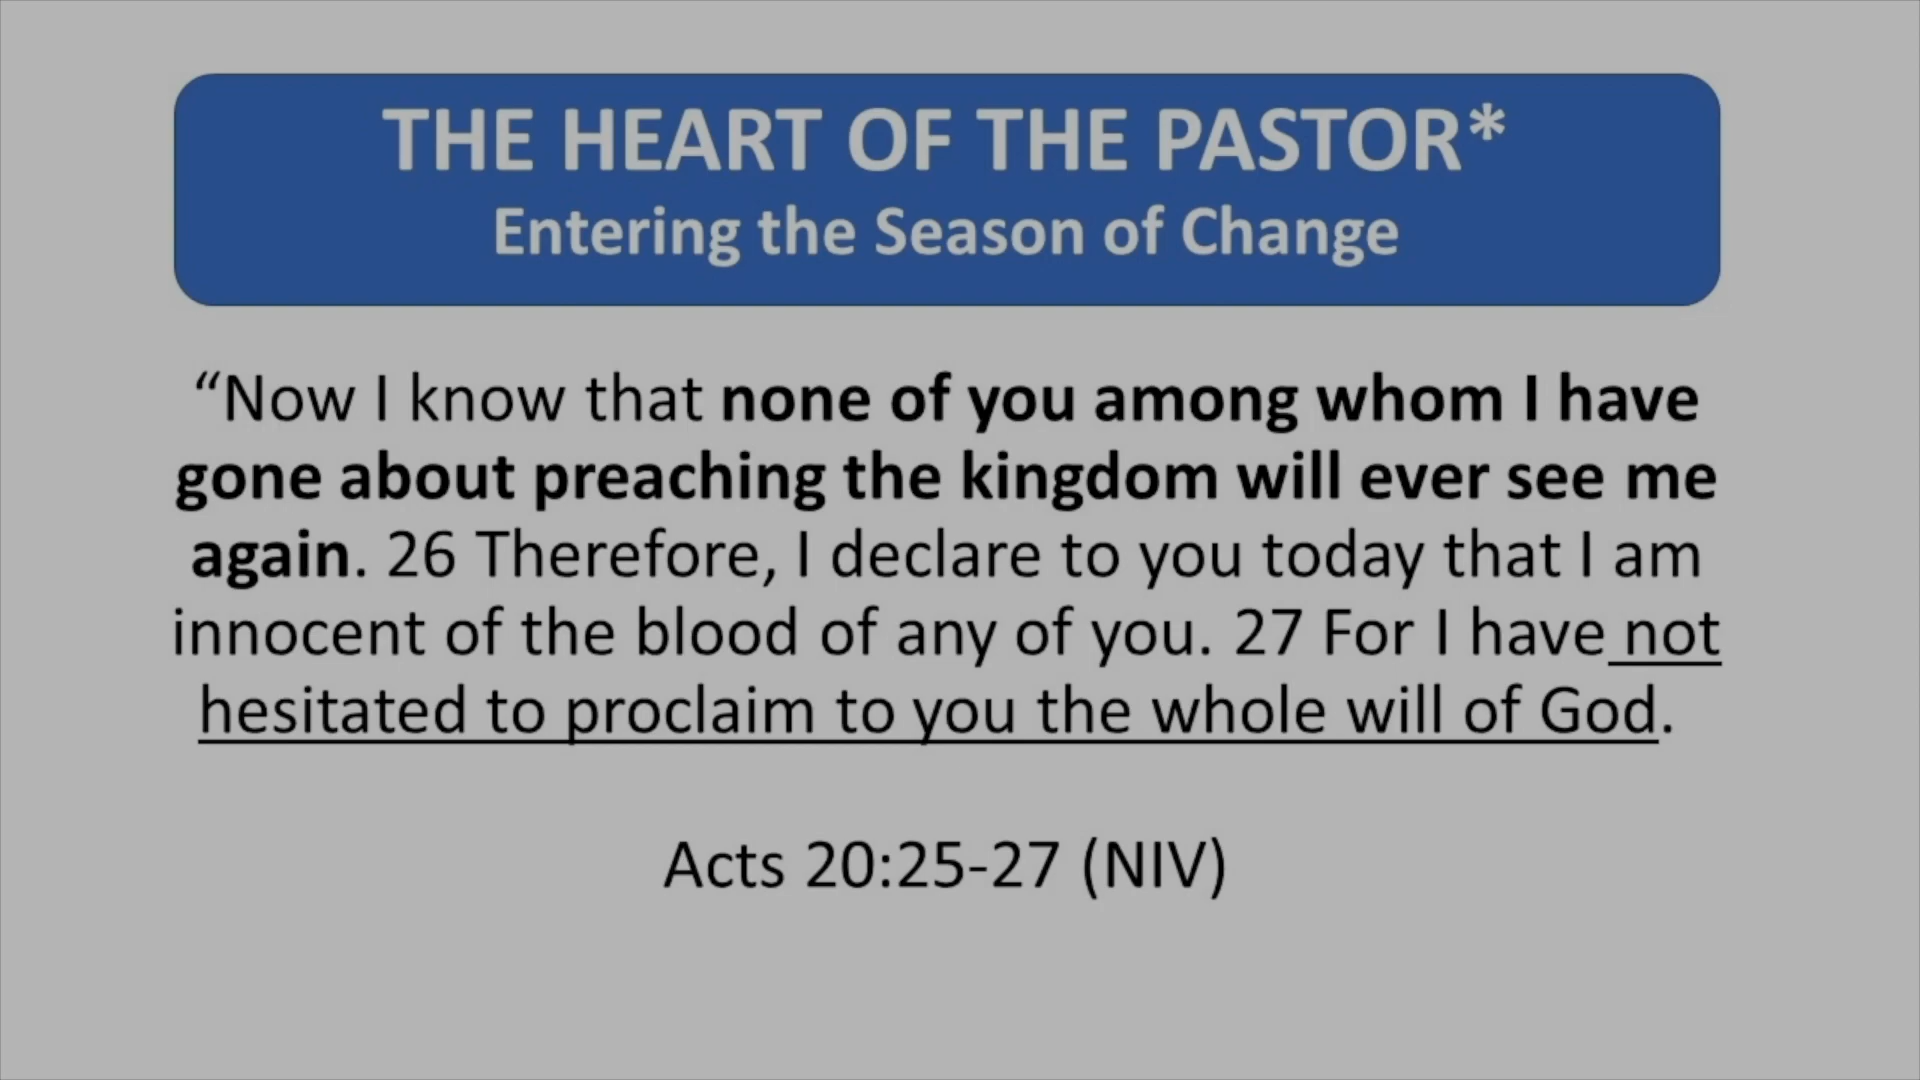 THE HEART OF THE PASTOR*
Entering the Season of Change
“Now I know that none of you among whom I have
gone about preaching the kingdom will ever see me
again. 26 Therefore, I declare to you today that I am
innocent of the blood of any of you. 27 For I have not
hesitated to proclaim to you the whole will of God.
Acts 20:25-27 (NIV)